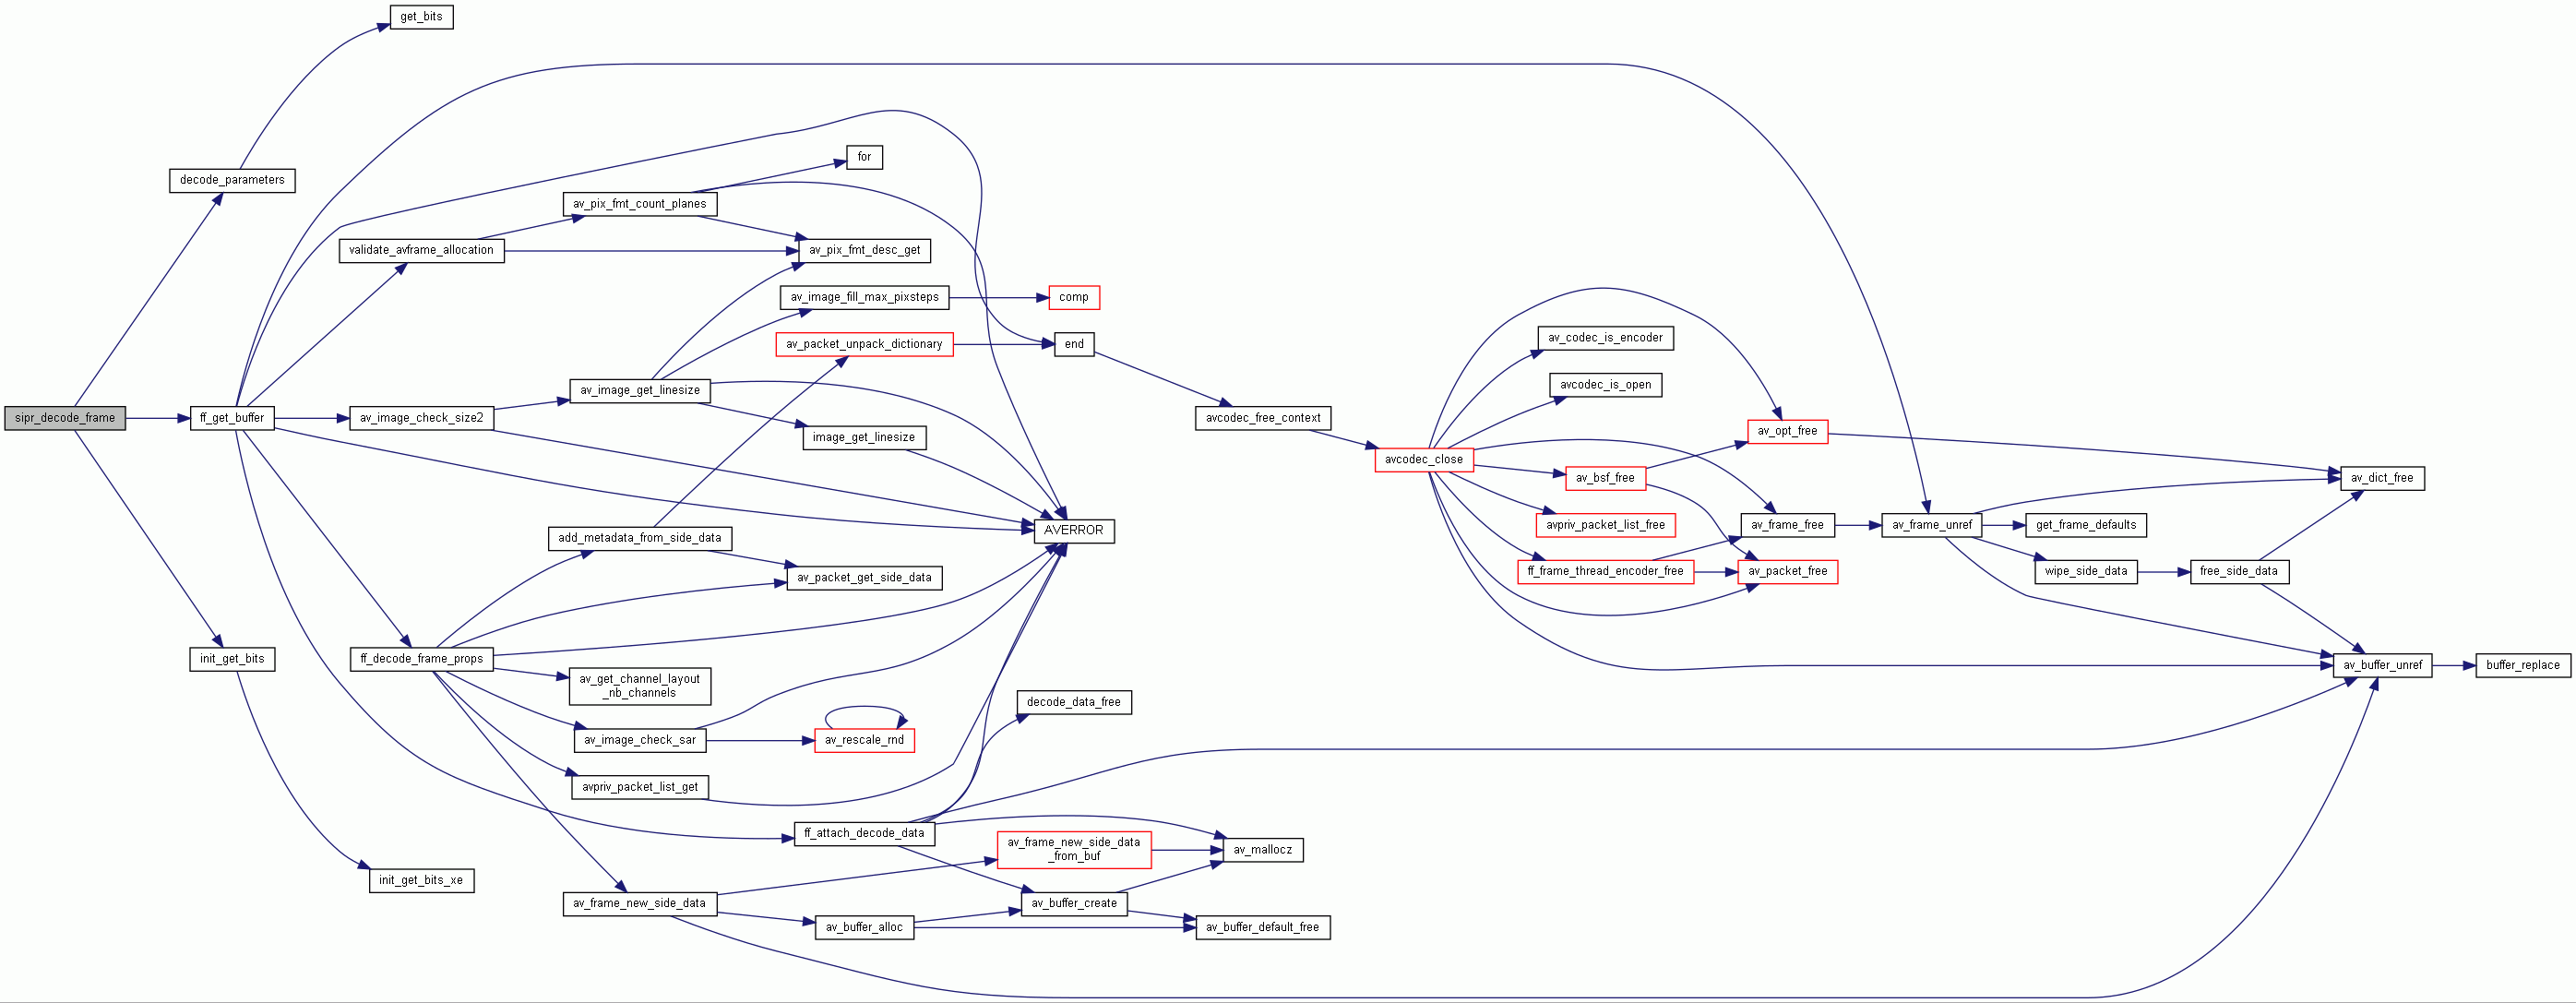 get_bits
for
decode_parameters
av_pix_fmt_count_planes
validate_avframe_allocation
av_pix_fmt_desc_get
av_image_fill_max_pixsteps
comp
av_codec_is_encoder
av_packet_unpack_dictionary
end
avcodec_is_open
av_image_get_linesize
sipr_decode_frame
ff_get_buffer
av_image_check_size2
avcodec_free_context
image_get_linesize
av_opt_free
avcodec_close
av_bsf_free
av_dict_free
avpriv_packet_list_free
av_frame_free
av_frame_unref
get_frame_defaults
AVERROR
add_metadata_from_side_data
av_packet_get_side_data
ff_frame_thread_encoder_free
av_packet_free
wipe_side_data
free_side_data
init_get_bits
ff_decode_frame_props
av_buffer_unref
buffer_replace
av_get_channel_layout
_nb_channels
decode_data_free
av_image_check_sar
av_rescale_rnd
avpriv_packet_list_get
ff_attach_decode_data
av_frame_new_side_data
_from_buf
av_mallocz
init_get_bits_xe
av_frame_new_side_data
av_buffer_create
av_buffer_alloc
av_buffer_default_free